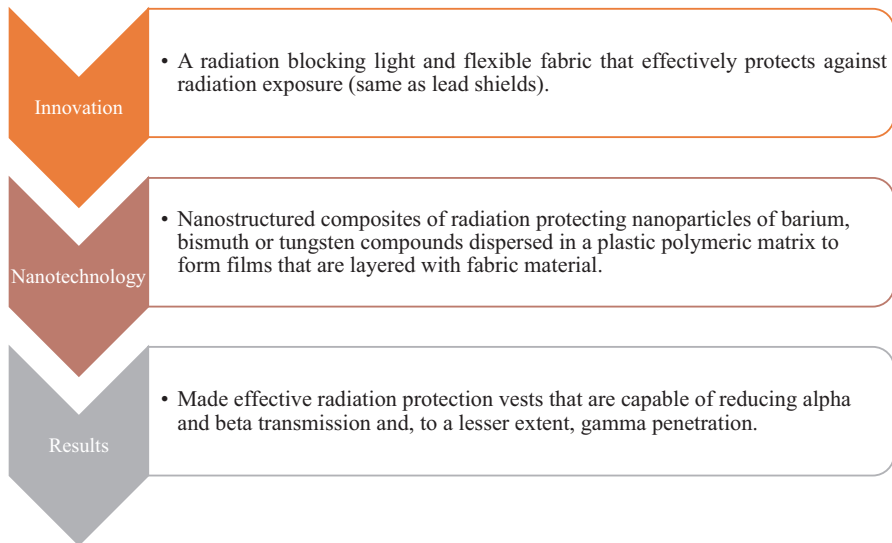 Innovation
• A radiation blocking light and flexible fabric that effectively protects against
radiation exposure (same as lead shields).
Nanotechnology
• Nanostructured composites of radiation protecting nanoparticles of barium,
bismuth or tungsten compounds dispersed in a plastic polymeric matrix to
form films that are layered with fabric material.
Results
• Made effective radiation protection vests that are capable of reducing alpha
and beta transmission and, to a lesser extent, gamma penetration.